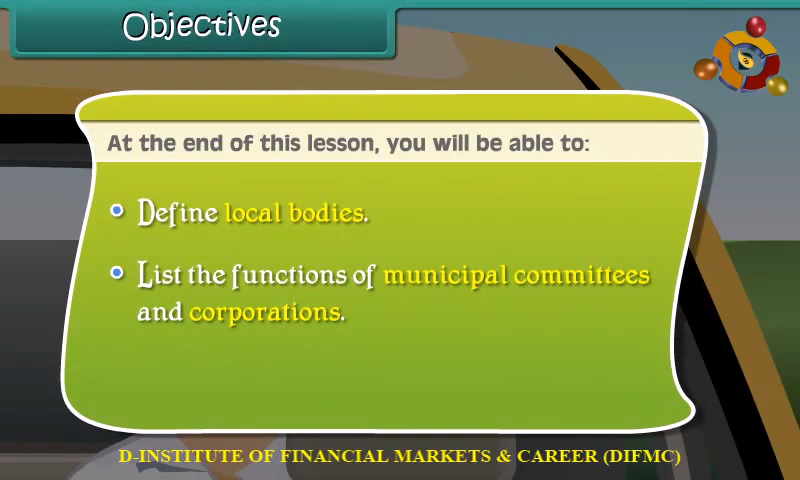 Objectives
At the end of this lesson, you will be able to:
Define local bodies.
List the functions of municipal committees
and corporations.
D-INSTITUTE OF FINANCIAL MARKETS & CAREER (DIFMC)